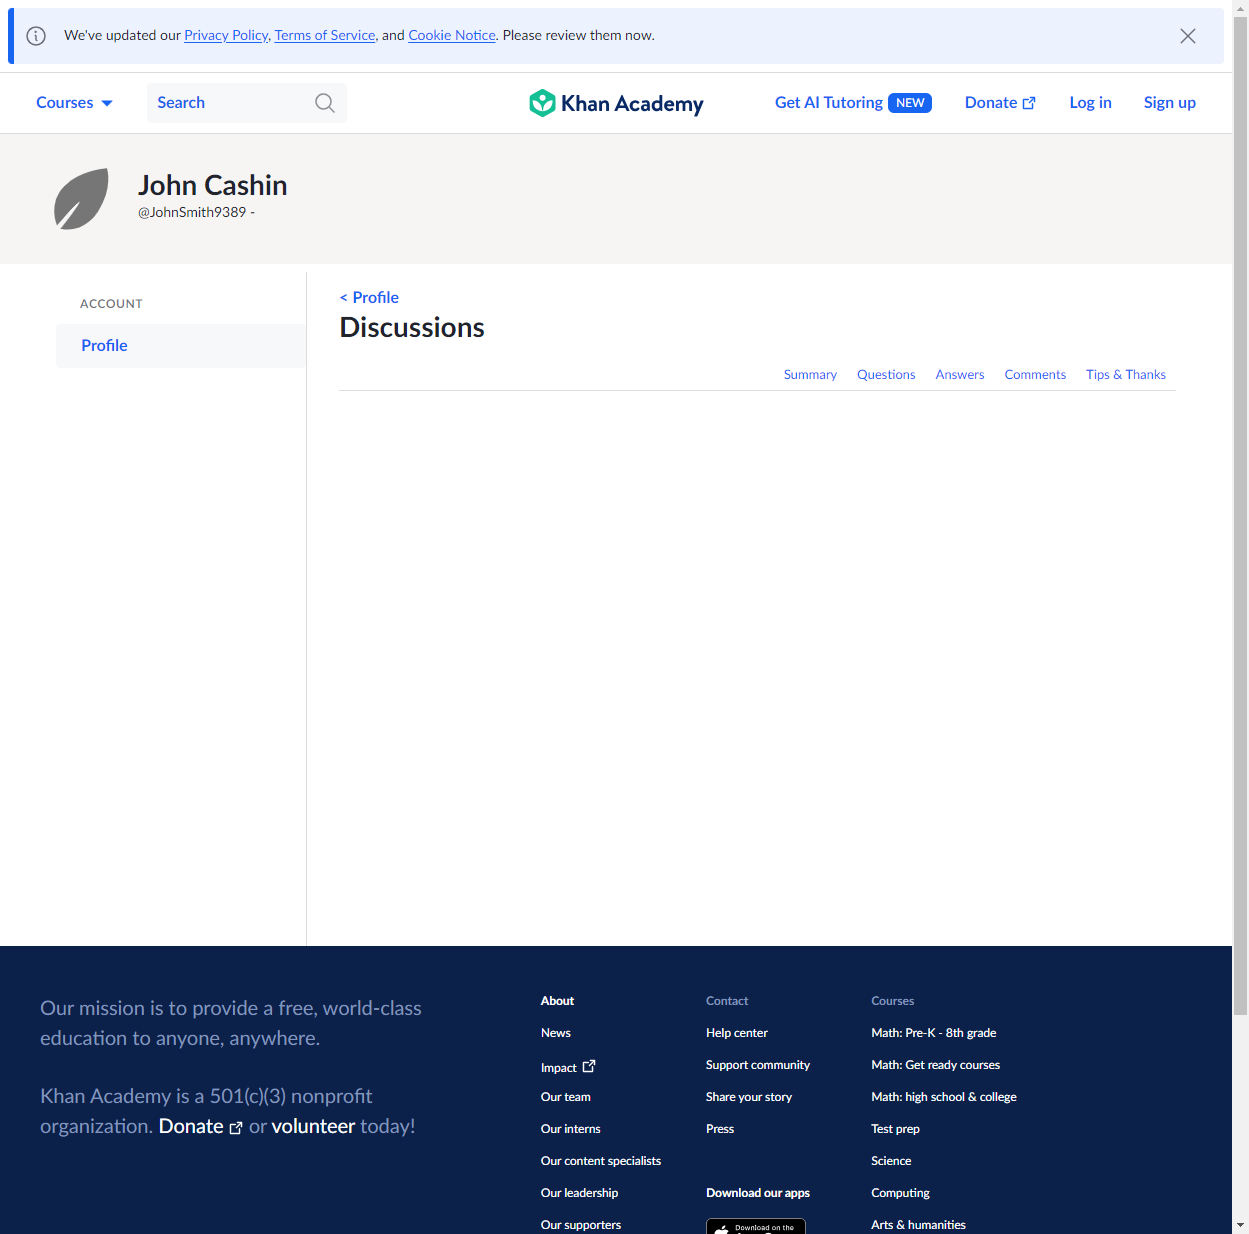 We've updated our Privacy Policy, Terms of Service, and Cookie Notice. Please review them now.
Courses
Search
Khan Academy
Get AI Tutoring NEW
Donate
Log in
Sign up
John Cashin
@JohnSmith9389 -
ACCOUNT
Profile
< Profile
Discussions
Summary Questions Answers Comments Tips & Thanks
Our mission is to provide a free, world-class
education to anyone, anywhere.
Khan Academy is a 501(c)(3) nonprofit
organization. Donate or volunteer today!
About
News
Impact
Our team
Our interns
Our content specialists
Our leadership
Our supporters
Contact
Help center
Support community
Share your story
Press
Download our apps
Download on the
Courses
Math: Pre-K - 8th grade
Math: Get ready courses
Math: high school & college
Test prep
Science
Computing
Arts & humanities